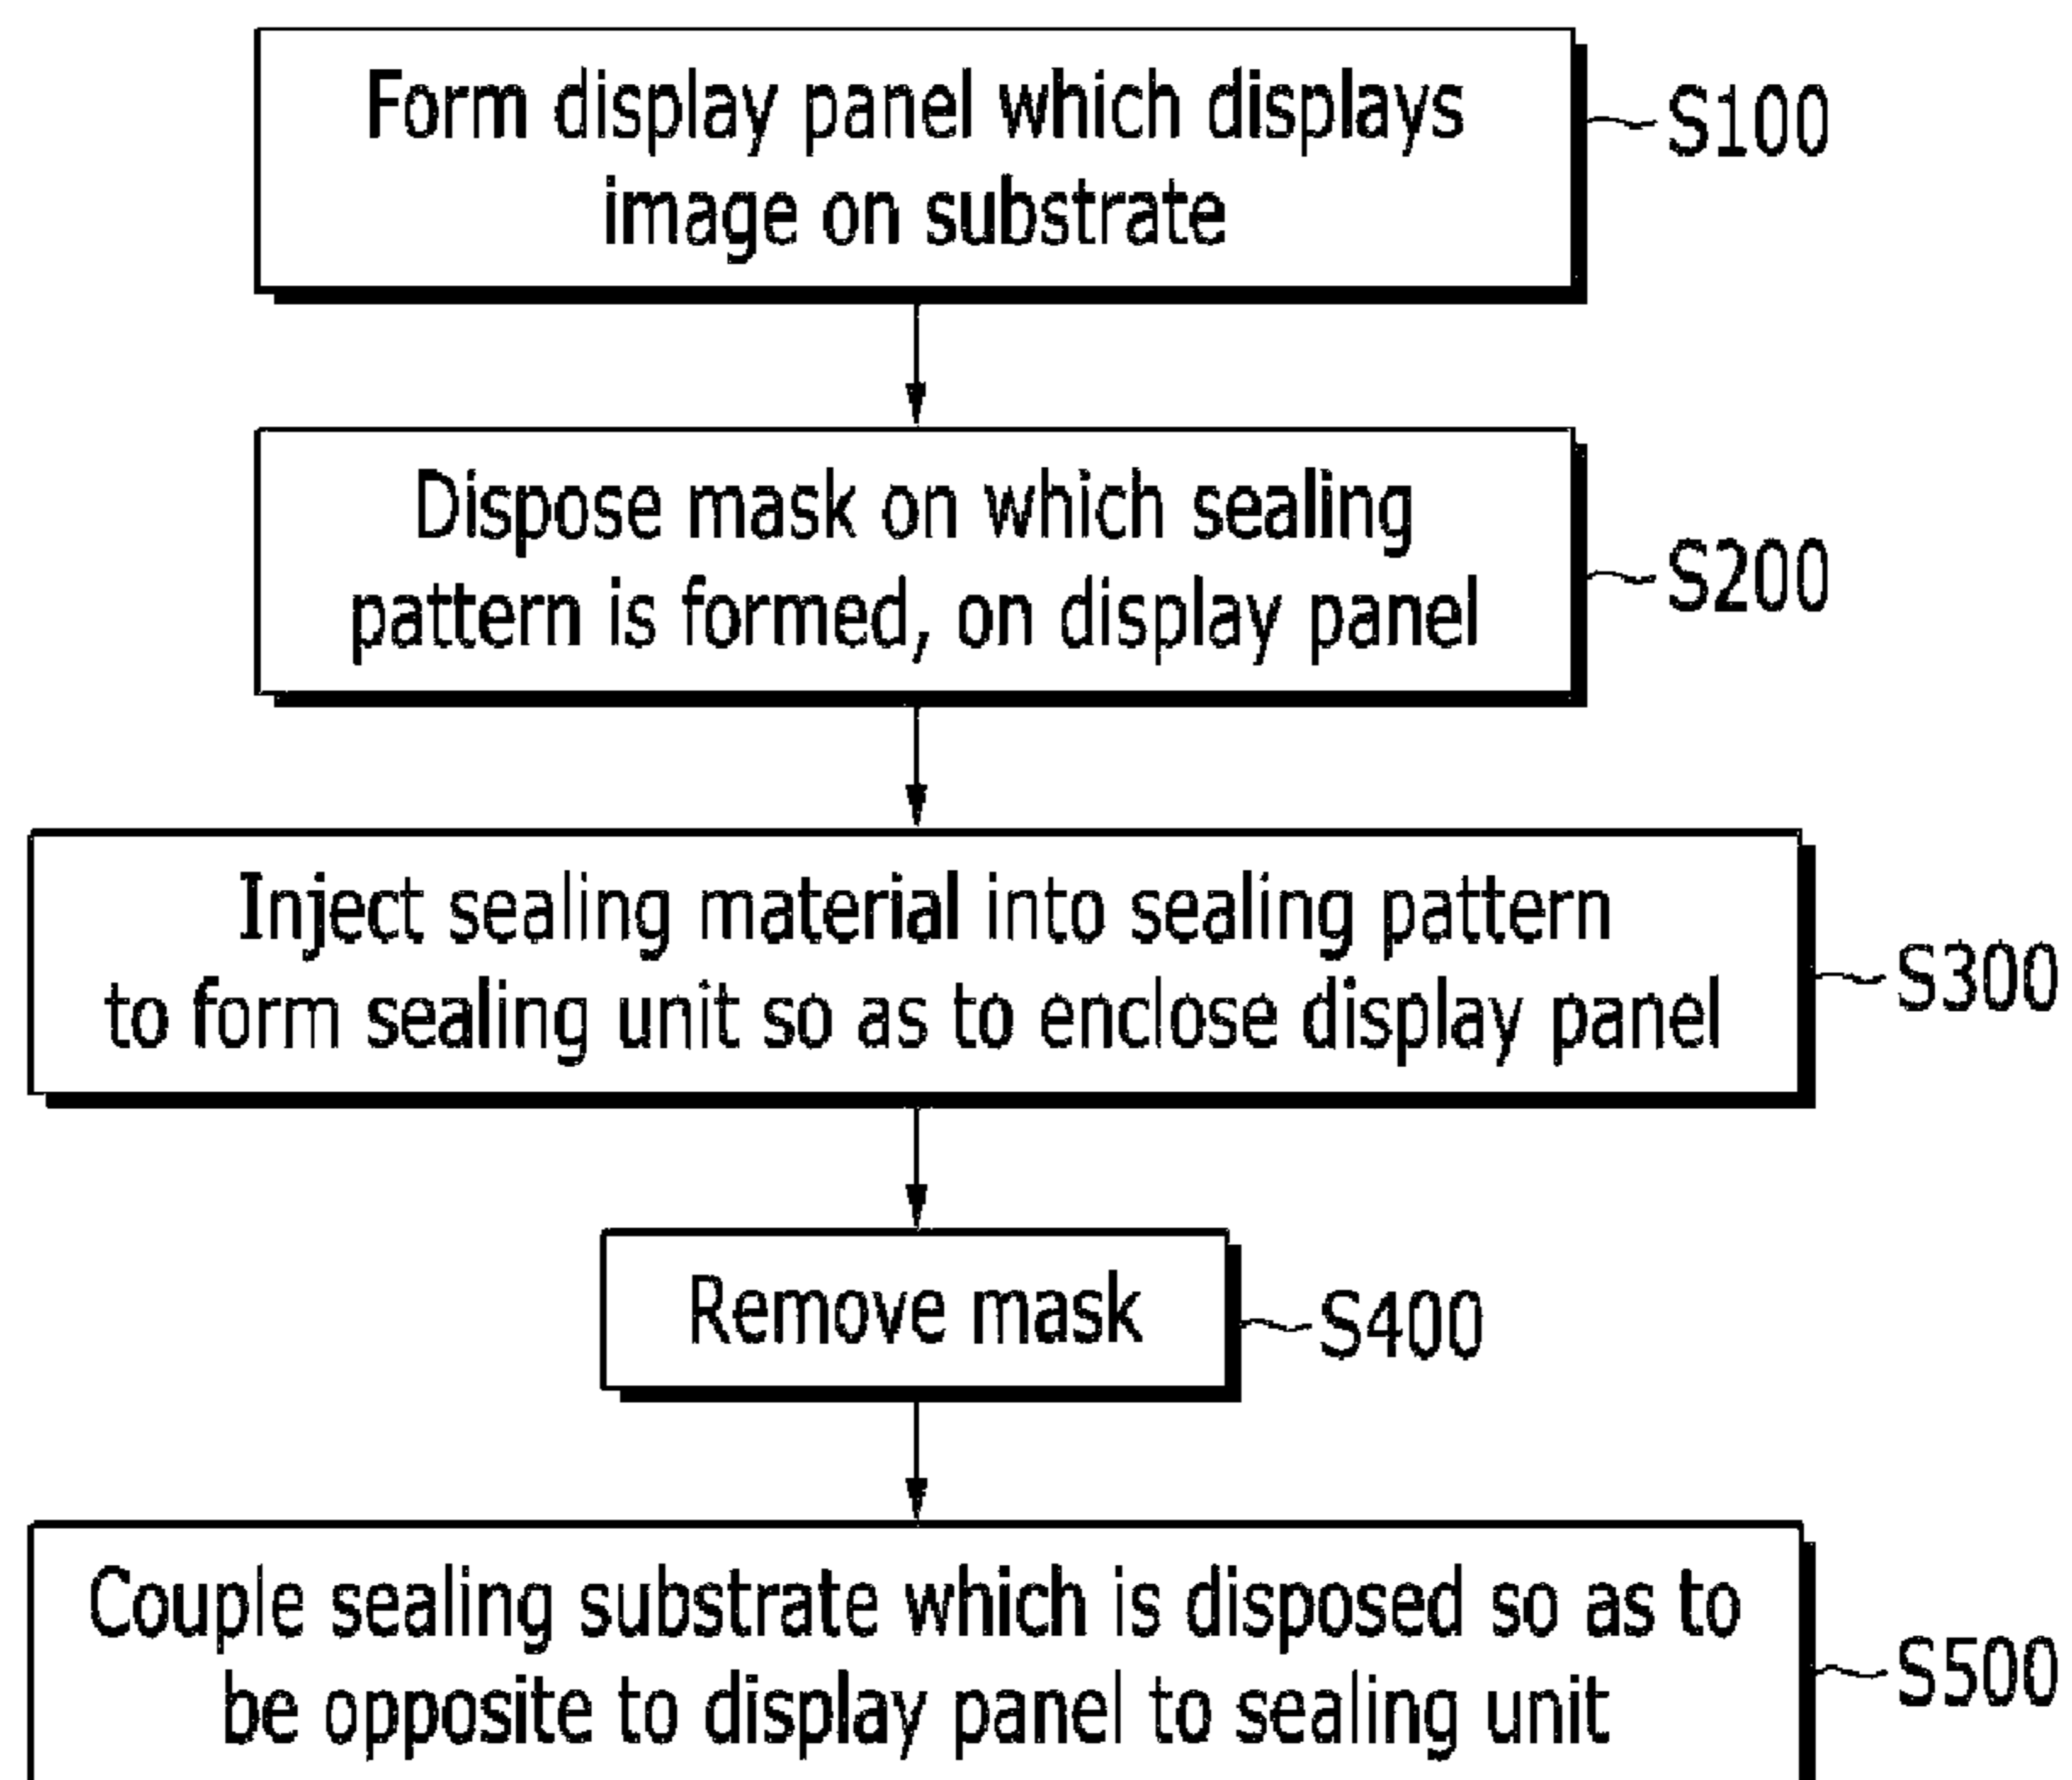 Form display panel which displays
image on substrate
S100
Dispose mask on which sealing
pattern is formed, on display panel
S200
Inject sealing material into sealing pattern
to form sealing unit so as to enclose display panel
S300
Remove mask
S400
Couple sealing substrate which is disposed so as to
be opposite to display panel to sealing unit
S500